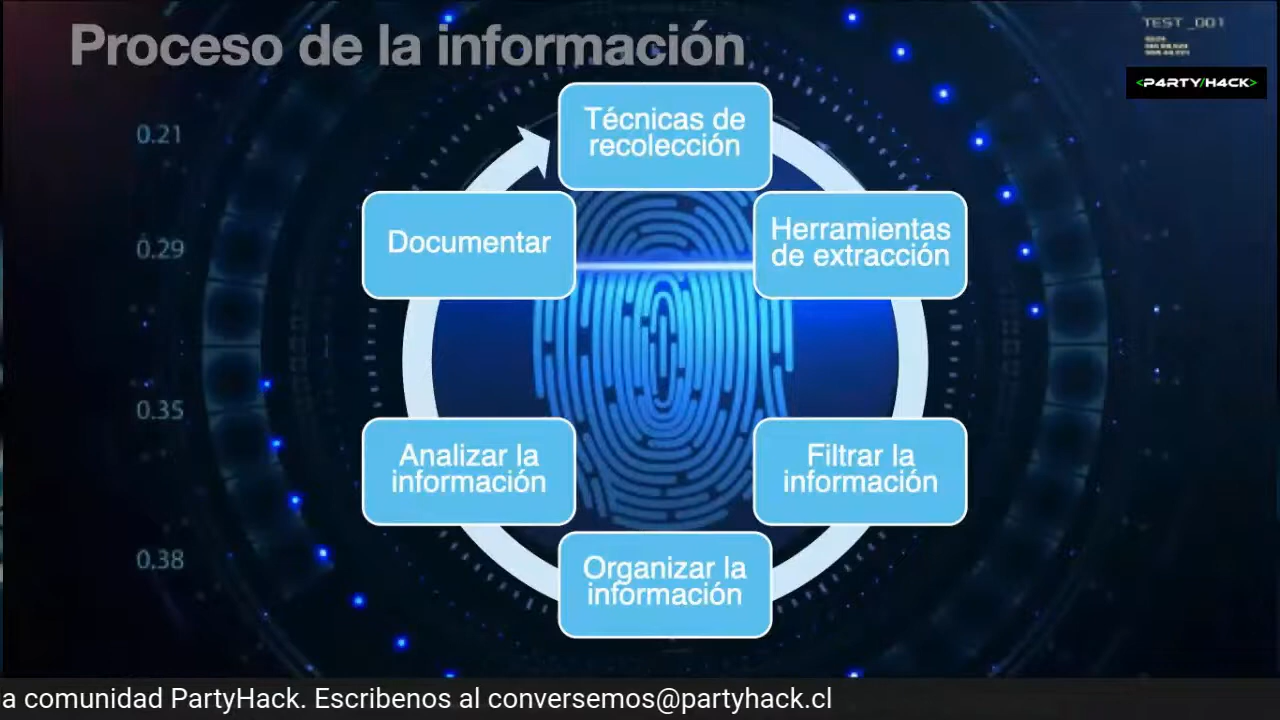 Proceso de la información
TEST_001
<P4RTY/H4CK>
0.21
0.29
0.35
0.38
Técnicas de
recolección
Herramientas
de extracción
Filtrar la
información
Organizar la
información
Analizar la
información
Documentar
a comunidad PartyHack. Escribenos al conversemos@partyhack.cl